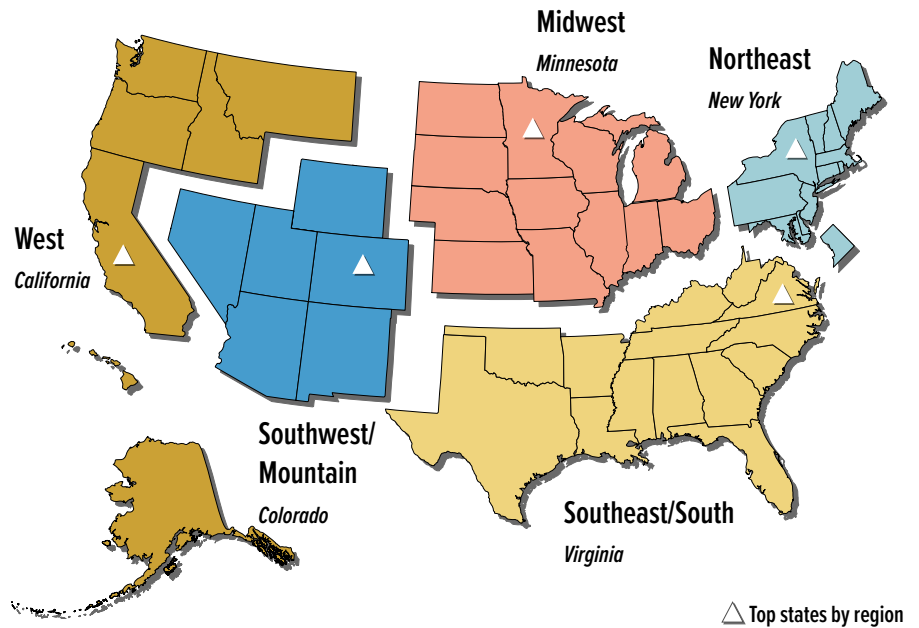 Midwest
Minnesota
Northeast
New York
West
California
Southwest/
Mountain
Colorado
Southeast/South
Virginia
Top states by region